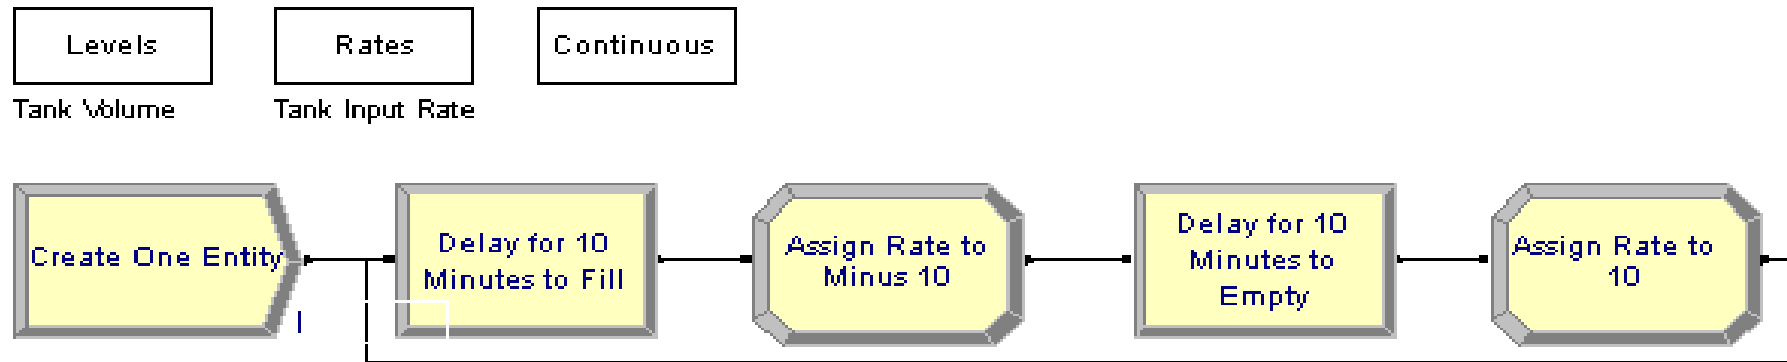 Levels
Rates
Continuous
Tank Volume
Tank Input Rate
Create One Entity
Delay for 10
Minutes to Fill
Assign Rate to
Minus 10
Delay for 10
Minutes to
Empty
Assign Rate to
10